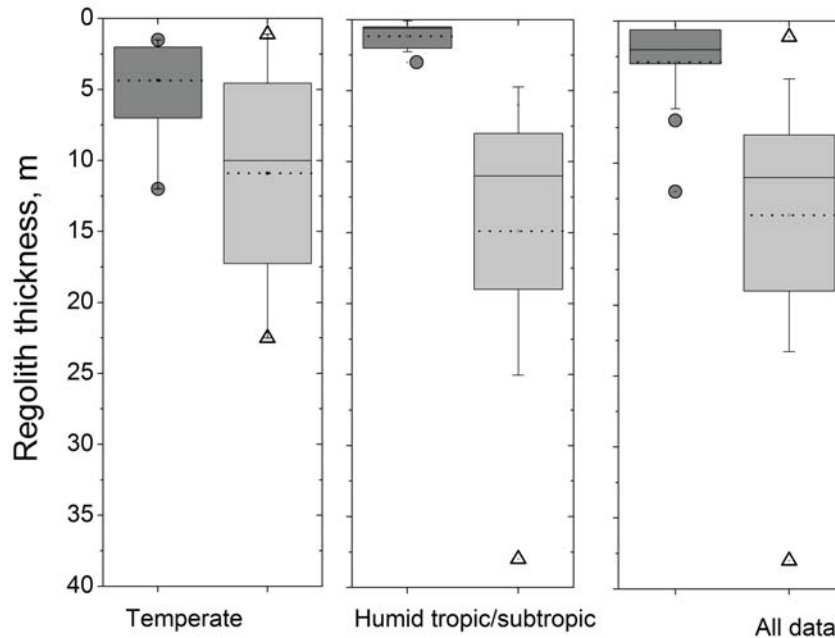 Regolith thickness, m
0
5
10
15
20
25
30
35
40
Temperate
Humid tropic/subtropic
All data